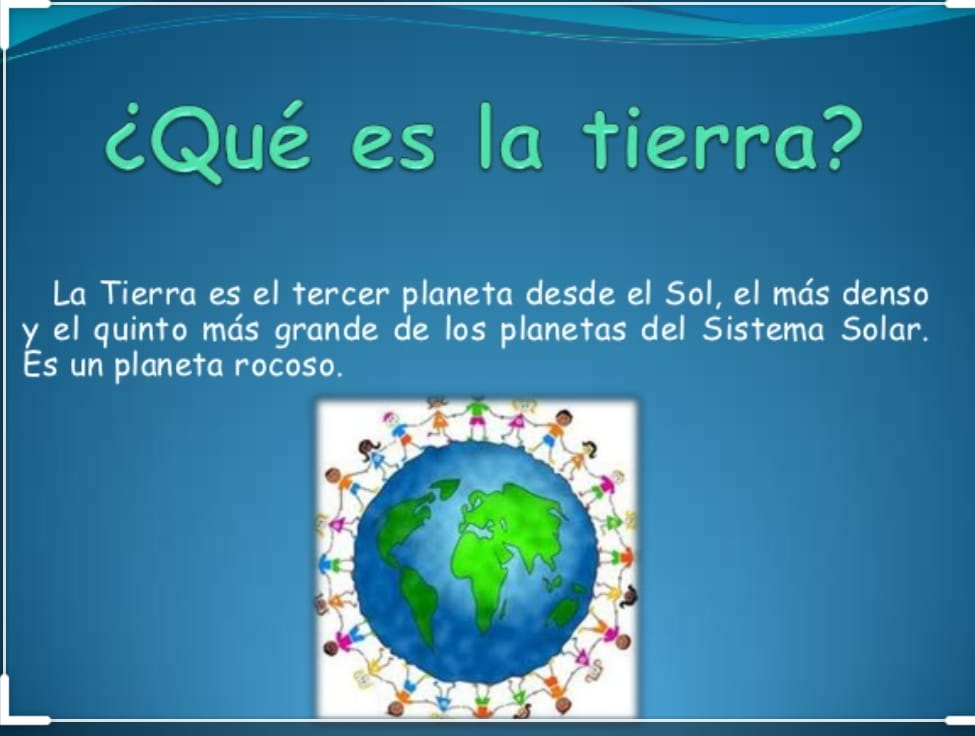 ¿Qué es la tierra?
La Tierra es el tercer planeta desde el Sol, el más denso
y el quinto más grande de los planetas del Sistema Solar.
Es un planeta rocoso.